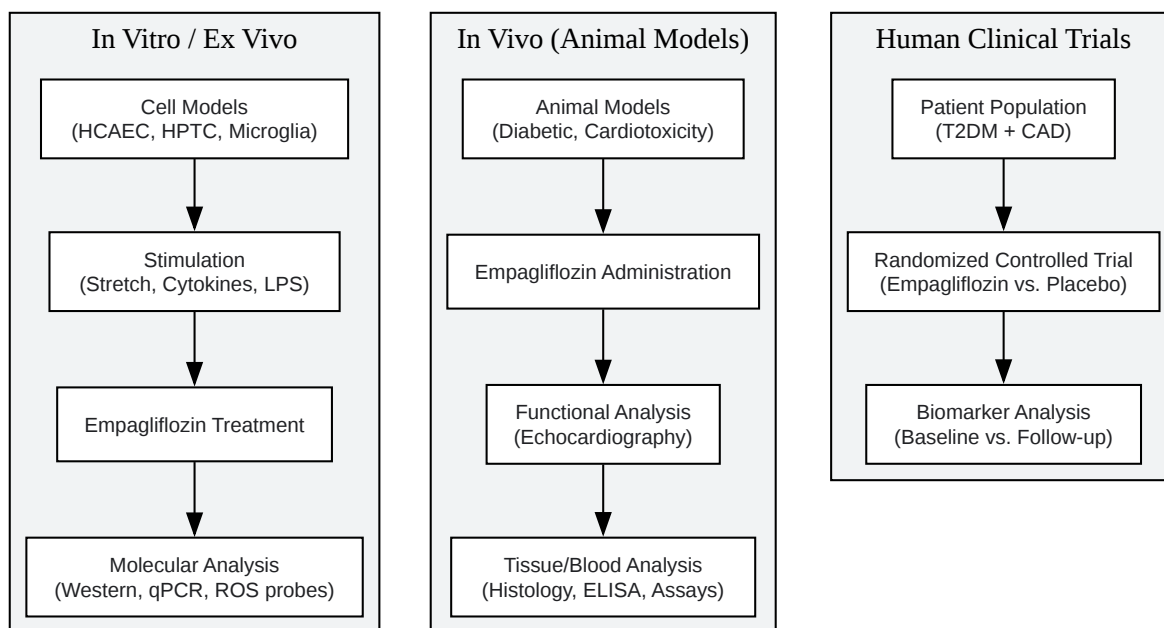 In Vitro / Ex Vivo
Cell Models
(HCAEC, HPTC, Microglia)
Stimulation
(Stretch, Cytokines, LPS)
Empagliflozin Treatment
Molecular Analysis
(Western, qPCR, ROS probes)
In Vivo (Animal Models)
Animal Models
(Diabetic, Cardiotoxicity)
Empagliflozin Administration
Functional Analysis
(Echocardiography)
Tissue/Blood Analysis
(Histology, ELISA, Assays)
Human Clinical Trials
Patient Population
(T2DM + CAD)
Randomized Controlled Trial
(Empagliflozin vs. Placebo)
Biomarker Analysis
(Baseline vs. Follow-up)